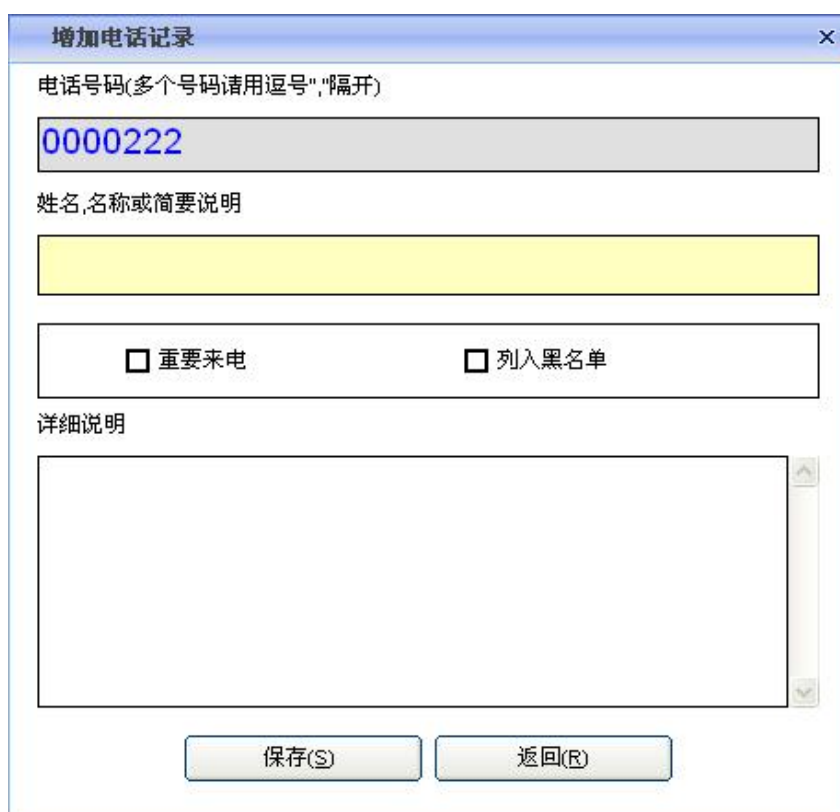 增加电话记录
电话号码(多个号码请用逗号","隔开)
0000222
姓名,名称或简要说明
重要来电 列入黑名单
详细说明
保存(S) 返回(R)